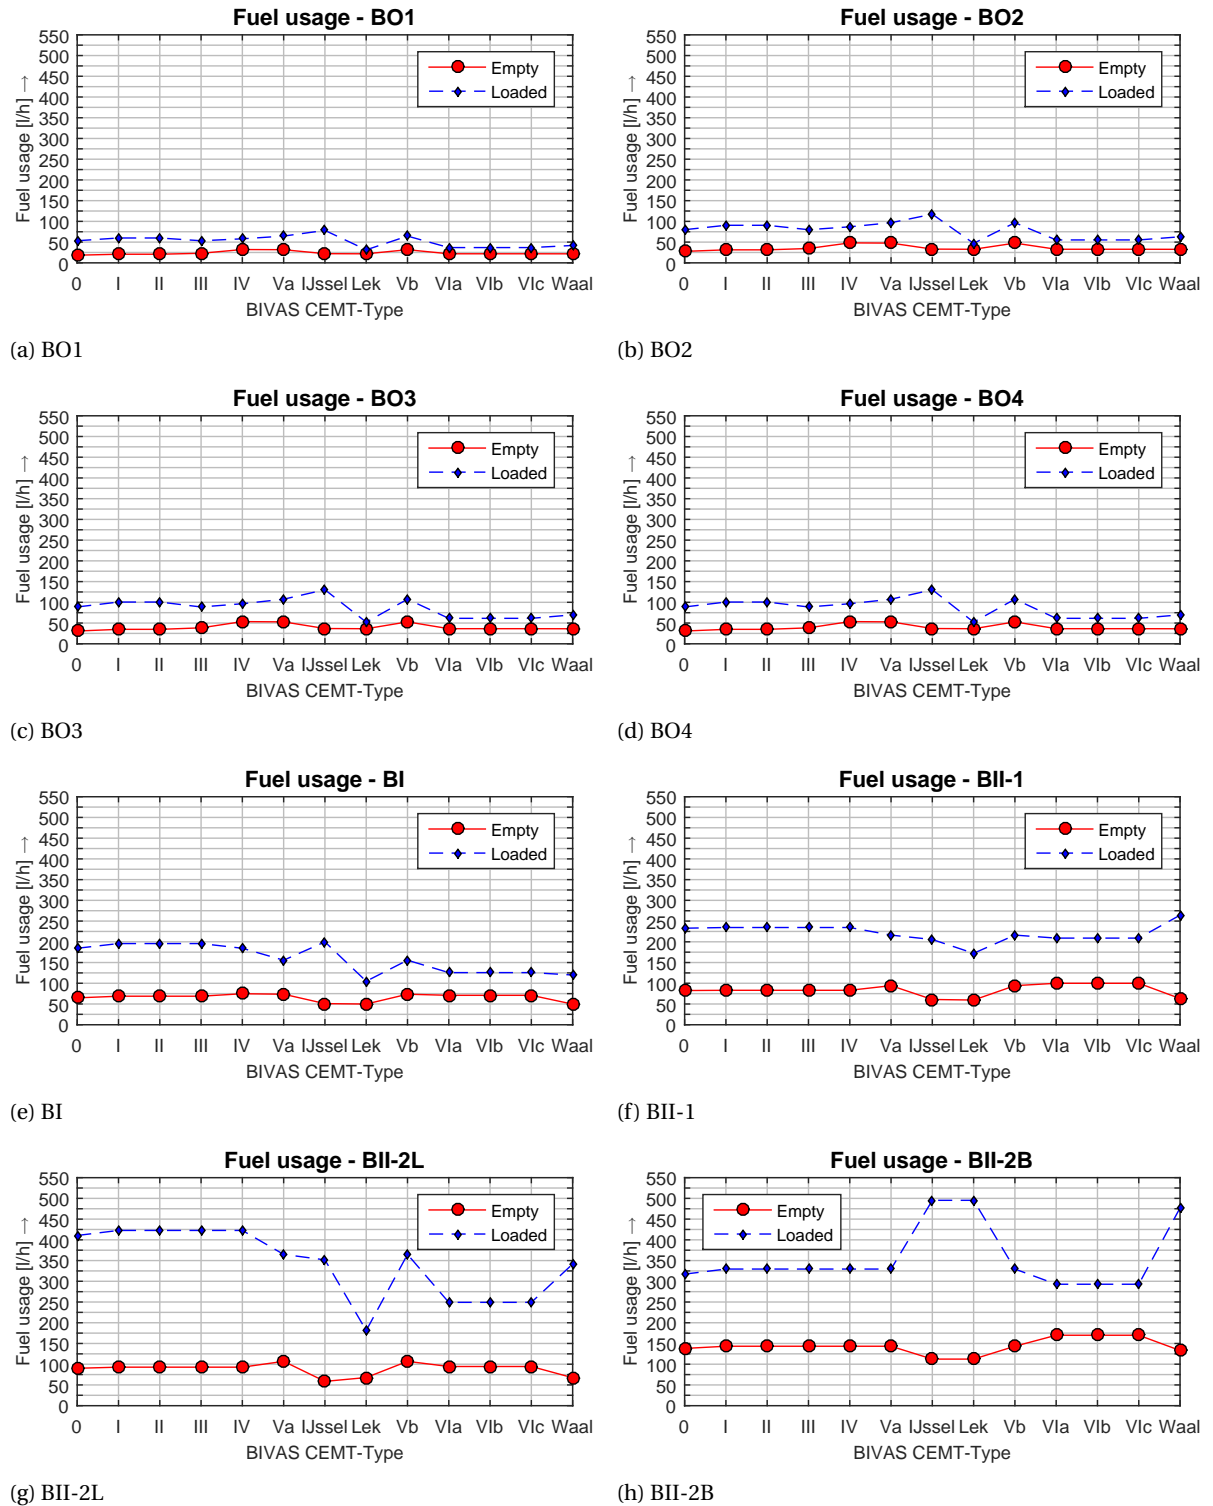 Fuel usage - BO1
Fuel usage [l/h] →
550
500
450
400
350
300
250
200
150
100
50
0
Empty
Loaded
0 I II III IV Va IJssel Lek Vb VIa VIb VIc Waal
BIVAS CEMT-Type
(a) BO1
Fuel usage - BO2
Fuel usage [l/h] →
550
500
450
400
350
300
250
200
150
100
50
0
Empty
Loaded
0 I II III IV Va IJssel Lek Vb VIa VIb VIc Waal
BIVAS CEMT-Type
(b) BO2
Fuel usage - BO3
Fuel usage [l/h] →
550
500
450
400
350
300
250
200
150
100
50
0
Empty
Loaded
0 I II III IV Va IJssel Lek Vb VIa VIb VIc Waal
BIVAS CEMT-Type
(c) BO3
Fuel usage - BO4
Fuel usage [l/h] →
550
500
450
400
350
300
250
200
150
100
50
0
Empty
Loaded
0 I II III IV Va IJssel Lek Vb VIa VIb VIc Waal
BIVAS CEMT-Type
(d) BO4
Fuel usage - BI
Fuel usage [l/h] →
550
500
450
400
350
300
250
200
150
100
50
0
Empty
Loaded
0 I II III IV Va IJssel Lek Vb VIa VIb VIc Waal
BIVAS CEMT-Type
(e) BI
Fuel usage - BII-1
Fuel usage [l/h] →
550
500
450
400
350
300
250
200
150
100
50
0
Empty
Loaded
0 I II III IV Va IJssel Lek Vb VIa VIb VIc Waal
BIVAS CEMT-Type
(f) BII-1
Fuel usage - BII-2L
Fuel usage [l/h] →
550
500
450
400
350
300
250
200
150
100
50
0
Empty
Loaded
0 I II III IV Va IJssel Lek Vb VIa VIb VIc Waal
BIVAS CEMT-Type
(g) BII-2L
Fuel usage - BII-2B
Fuel usage [l/h] →
550
500
450
400
350
300
250
200
150
100
50
0
Empty
Loaded
0 I II III IV Va IJssel Lek Vb VIa VIb VIc Waal
BIVAS CEMT-Type
(h) BII-2B